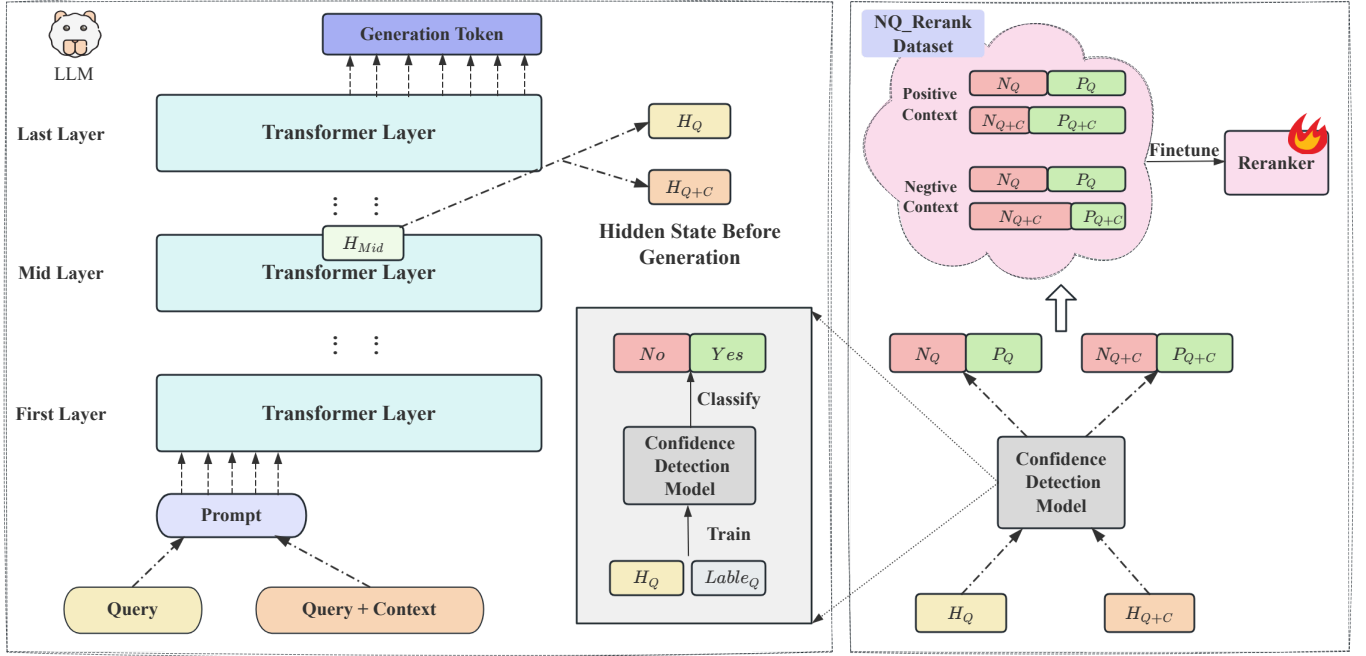 LLM
Generation Token
Last Layer
Transformer Layer
H_Q
H_{Q+C}
Hidden State Before
Generation
H_{Mid}
Mid Layer
Transformer Layer
First Layer
Transformer Layer
Prompt
Query
Query + Context
No
Yes
Classify
Confidence
Detection
Model
Train
H_Q
Lable_Q
NQ_Rerank
Dataset
Positive
Context
N_Q
P_Q
N_{Q+C}
P_{Q+C}
Negtive
Context
N_Q
P_Q
N_{Q+C}
P_{Q+C}
Finetune
Reranker
N_Q
P_Q
N_{Q+C}
P_{Q+C}
Confidence
Detection
Model
H_Q
H_{Q+C}